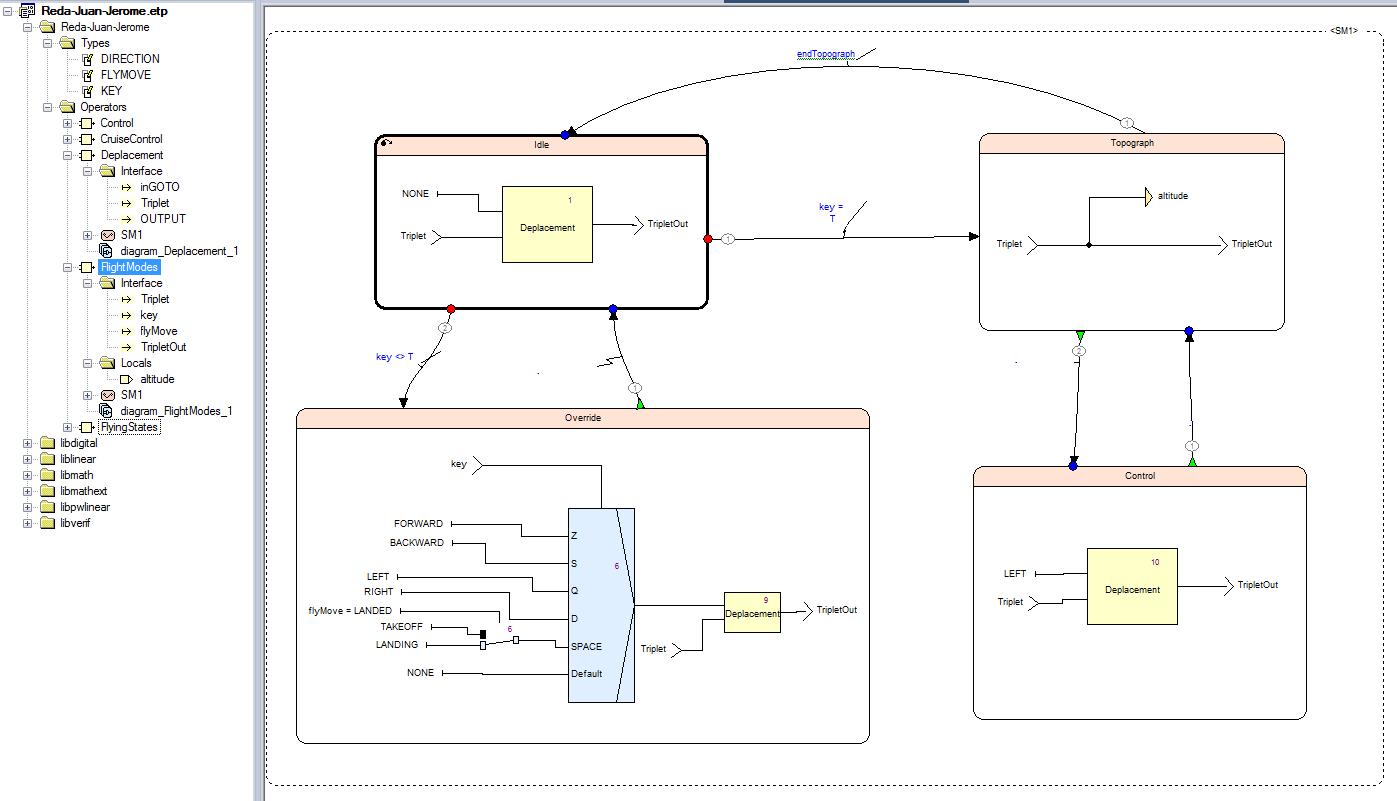 Reda-Juan-Jerome.etp
Reda-Juan-Jerome
Types
DIRECTION
FLYMOVE
KEY
Operators
Control
CruiseControl
Deplacement
Interface
inGOTO
Triplet
OUTPUT
SM1
diagram_Deplacement_1
FlightModes
Interface
Triplet
key
flyMove
TripletOut
Locals
altitude
SM1
diagram_FlightModes_1
FlyingStates
libdigital
liblinear
libmath
libmathext
libpwlinear
libverif
<SM1>
endTopograph
1
Idle
NONE
1
Deplacement
Triplet
TripletOut
key =
T
1
Topograph
altitude
Triplet
TripletOut
2
key <> T
1
2
1
Override
key
FORWARD
BACKWARD
LEFT
RIGHT
flyMove = LANDED
TAKEOFF
LANDING
NONE
6
Z
S
Q
D
SPACE
Default
6
9
Deplacement
Triplet
TripletOut
Control
LEFT
Triplet
10
Deplacement
TripletOut